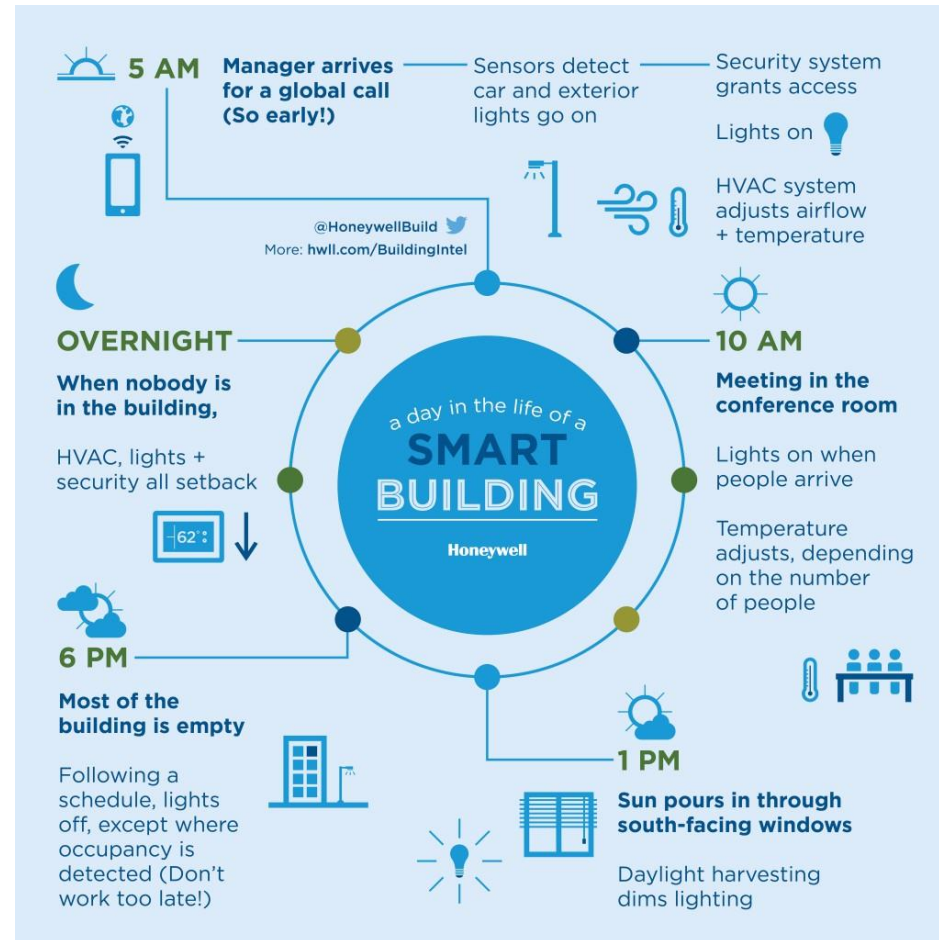 5 AM
Manager arrives
for a global call
(So early!)
Sensors detect
car and exterior
lights go on
Security system
grants access
Lights on
HVAC system
adjusts airflow
+ temperature
@HoneywellBuild
More: hwll.com/BuildingIntel
a day in the life of a
SMART
BUILDING
Honeywell
10 AM
Meeting in the
conference room
Lights on when
people arrive
Temperature
adjusts, depending
on the number
of people
1 PM
Sun pours in through
south-facing windows
Daylight harvesting
dims lighting
6 PM
Most of the
building is empty
Following a
schedule, lights
off, except where
occupancy is
detected (Don’t
work too late!)
OVERNIGHT
When nobody is
in the building,
HVAC, lights +
security all setback
62°